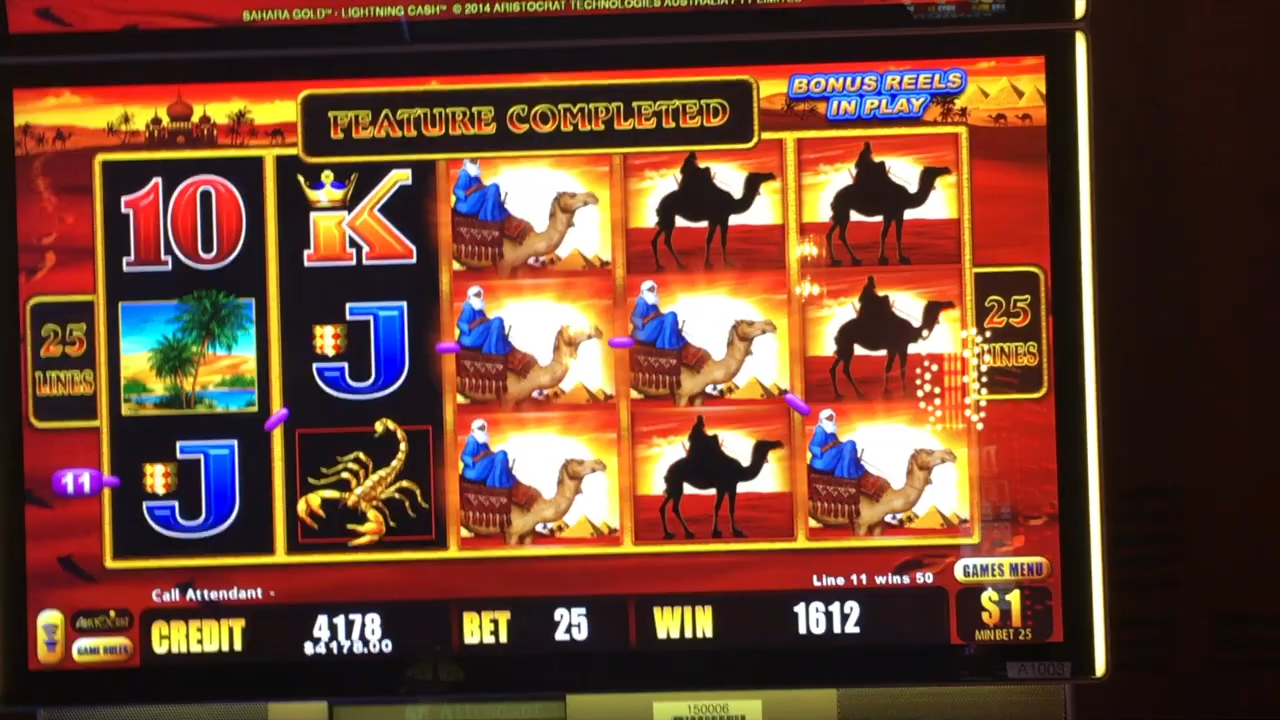 SAHARA GOLD™ - LIGHTNING CASH™ © 2014 ARISTOCRAT TECHNOLOGIES AUSTRALIA
FEATURE COMPLETED
BONUS REELS
IN PLAY
10
K
25
LINES
J
25
LINES
11
J
Call Attendant -
Line 11 wins 50
GAMES MENU
CREDIT
4178
$4178.00
BET
25
WIN
1612
$1
MIN BET 25
GAME RULES
A1003
150006